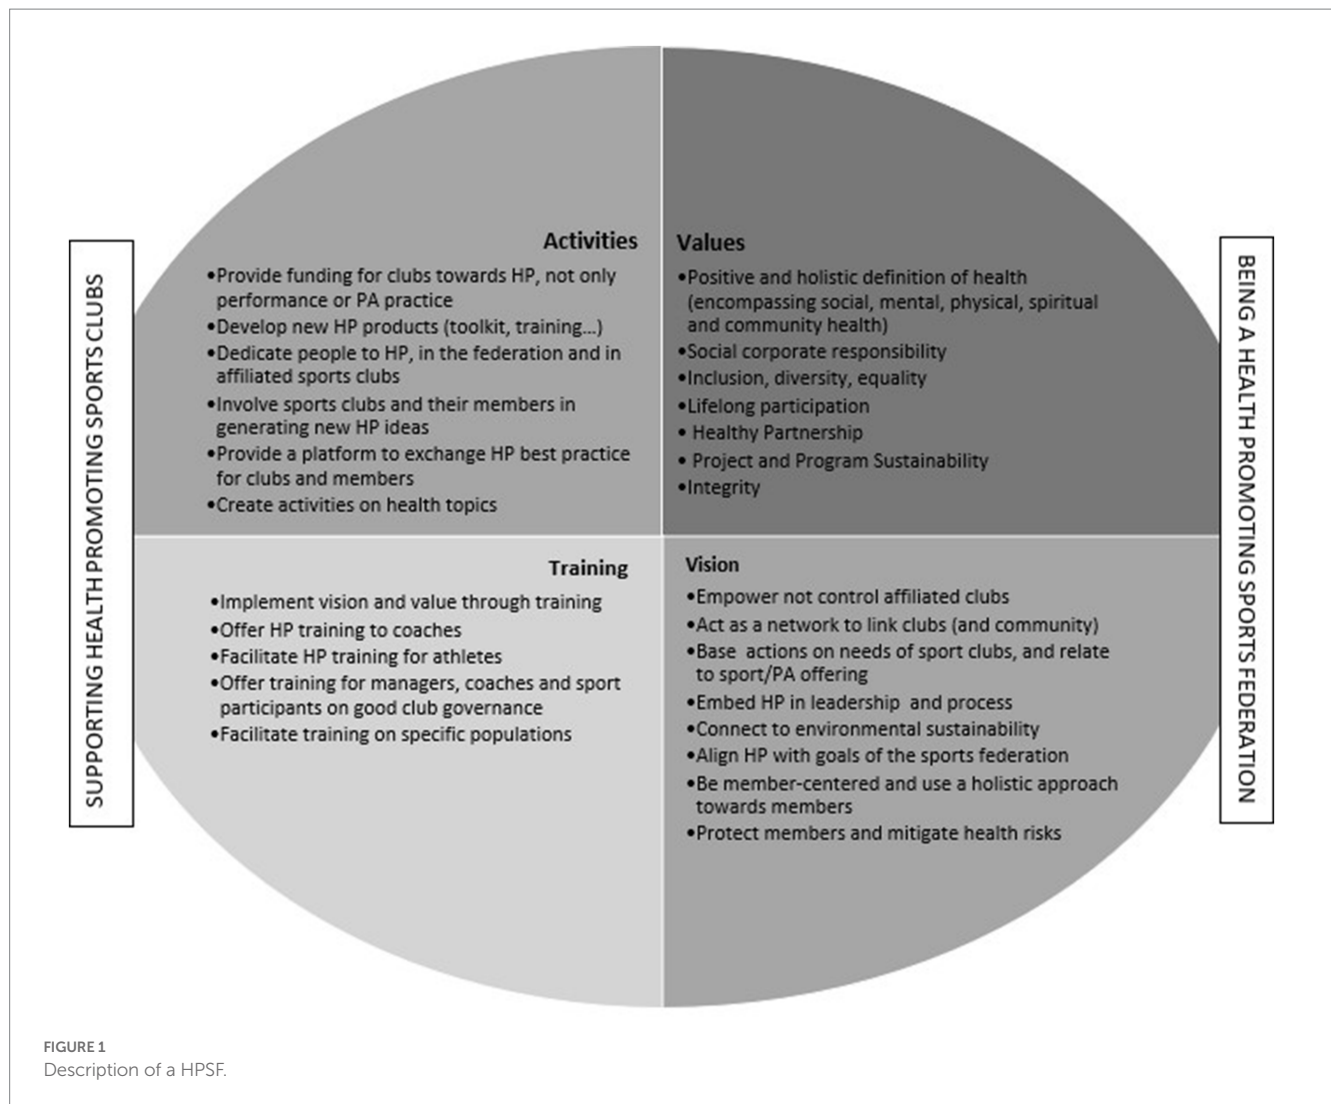 SUPPORTING HEALTH PROMOTING SPORTS CLUBS
Activities
•Provide funding for clubs towards HP, not only
performance or PA practice
•Develop new HP products (toolkit, training...)
•Dedicate people to HP, in the federation and in
affiliated sports clubs
•Involve sports clubs and their members in
generating new HP ideas
•Provide a platform to exchange HP best practice
for clubs and members
•Create activities on health topics
Values
•Positive and holistic definition of health
(encompassing social, mental, physical, spiritual
and community health)
•Social corporate responsibility
•Inclusion, diversity, equality
•Lifelong participation
• Healthy Partnership
• Project and Program Sustainability
•Integrity
Training
•Implement vision and value through training
•Offer HP training to coaches
•Facilitate HP training for athletes
•Offer training for managers, coaches and sport
participants on good club governance
•Facilitate training on specific populations
Vision
•Empower not control affiliated clubs
•Act as a network to link clubs (and community)
•Base actions on needs of sport clubs, and relate
to sport/PA offering
•Embed HP in leadership and process
•Connect to environmental sustainability
•Align HP with goals of the sports federation
•Be member-centered and use a holistic approach
towards members
•Protect members and mitigate health risks
BEING A HEALTH PROMOTING SPORTS FEDERATION
FIGURE 1
Description of a HPSF.